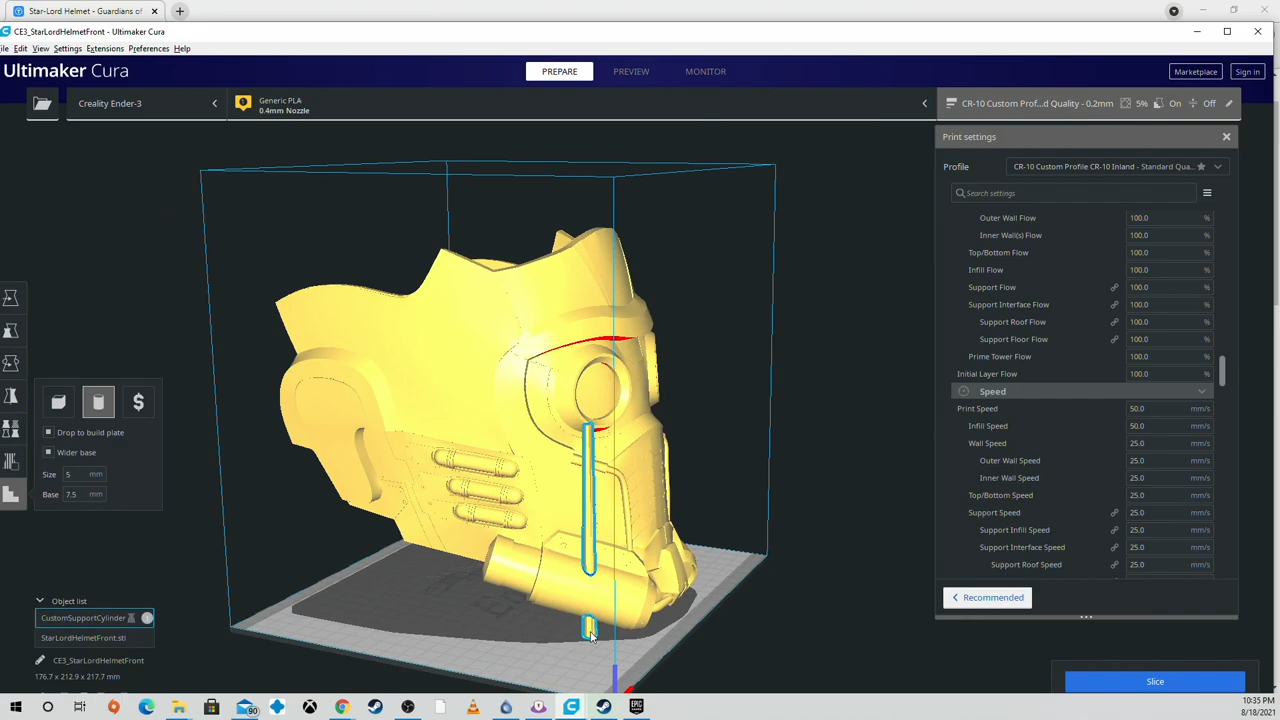 Star-Lord Helmet - Guardians of
CE3_StarLordHelmetFront - Ultimaker Cura
ile Edit View Settings Extensions Preferences Help
Ultimaker Cura
PREPARE PREVIEW MONITOR
Marketplace Sign in
Creality Ender-3
Generic PLA
0.4mm Nozzle
CR-10 Custom Prof...d Quality - 0.2mm 5% On Off
Print settings
Profile CR-10 Custom Profile CR-10 Inland - Standard Qua...
Search settings
Outer Wall Flow 100.0 %
Inner Wall(s) Flow 100.0 %
Top/Bottom Flow 100.0 %
Infill Flow 100.0 %
Support Flow 100.0 %
Support Interface Flow 100.0 %
Support Roof Flow 100.0 %
Support Floor Flow 100.0 %
Prime Tower Flow 100.0 %
Initial Layer Flow 100.0 %
Speed
Print Speed 50.0 mm/s
Infill Speed 50.0 mm/s
Wall Speed 25.0 mm/s
Outer Wall Speed 25.0 mm/s
Inner Wall Speed 25.0 mm/s
Top/Bottom Speed 25.0 mm/s
Support Speed 25.0 mm/s
Support Infill Speed 25.0 mm/s
Support Interface Speed 25.0 mm/s
Support Roof Speed 25.0 mm/s
Recommended
$
Drop to build plate
Wider base
Size 5 mm
Base 7.5 mm
Object list
CustomSupportCylinder 1
StarLordHelmetFront.stl
CE3_StarLordHelmetFront
176.7 x 212.9 x 217.7 mm
Slice
90
10:35 PM
8/18/2021